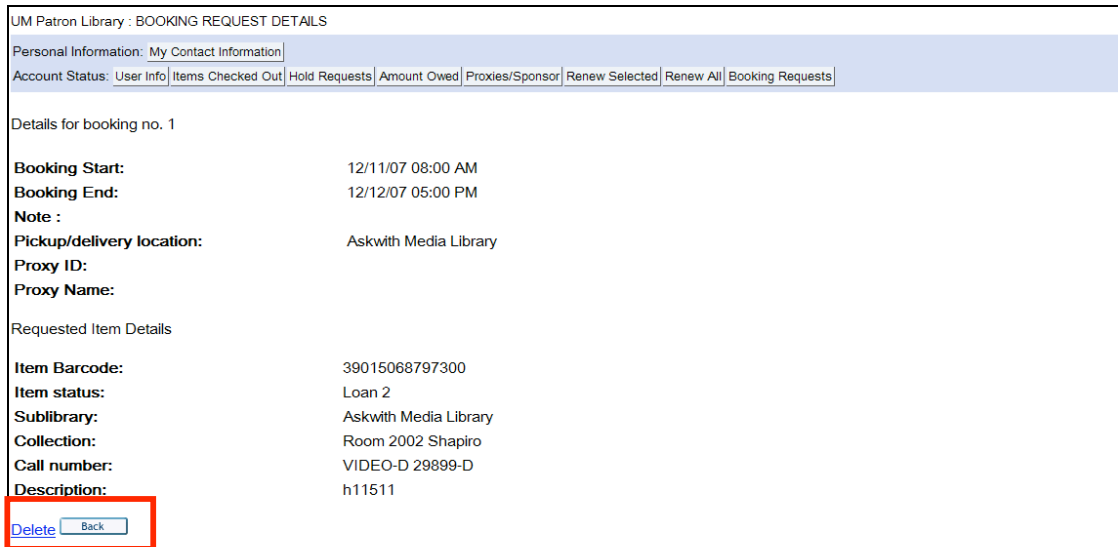 UM Patron Library : BOOKING REQUEST DETAILS
Personal Information: My Contact Information
Account Status: User Info Items Checked Out Hold Requests Amount Owed Proxies/Sponsor Renew Selected Renew All Booking Requests
Details for booking no. 1
Booking Start: 12/11/07 08:00 AM
Booking End: 12/12/07 05:00 PM
Note :
Pickup/delivery location: Askwith Media Library
Proxy ID:
Proxy Name:
Requested Item Details
Item Barcode: 39015068797300
Item status: Loan 2
Sublibrary: Askwith Media Library
Collection: Room 2002 Shapiro
Call number: VIDEO-D 29899-D
Description: h11511
Delete Back